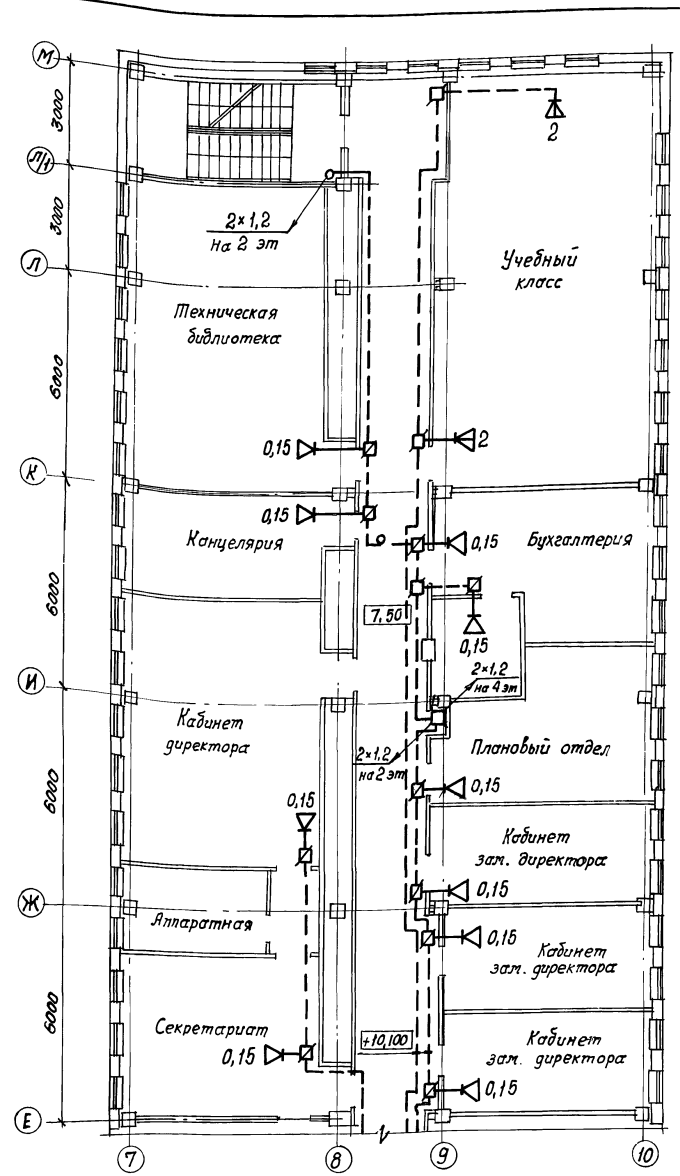 М
3000
Л/1
3000
2×1,2
на 2 эт
2
Л
Учебный
класс
Техническая
библиотека
6000
0,15
2
К
0,15
Канцелярия
0,15
Бухгалтерия
6000
7,50
0,15
И
2×1,2
на 4 эт
Кабинет
директора
2×1,2
на 2 эт
Плановый отдел
6000
0,15
0,15
Кабинет
зам. директора
0,15
Ж
Аппаратная
0,15
Кабинет
зам. директора
6000
Секретариат
0,15
+10,100
Кабинет
зам. директора
0,15
Е
7
8
9
10